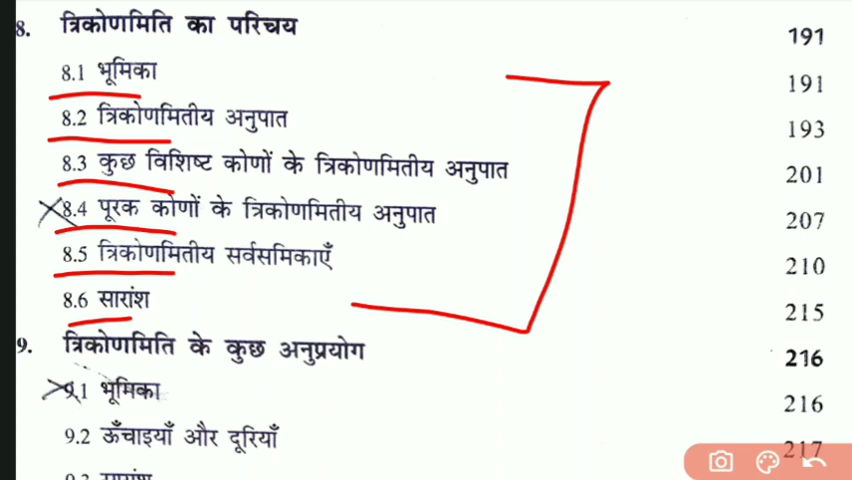 8. त्रिकोणमिति का परिचय 191
8.1 भूमिका 191
8.2 त्रिकोणमितीय अनुपात 193
8.3 कुछ विशिष्ट कोणों के त्रिकोणमितीय अनुपात 201
8.4 पूरक कोणों के त्रिकोणमितीय अनुपात 207
8.5 त्रिकोणमितीय सर्वसमिकाएँ 210
8.6 सारांश 215
9. त्रिकोणमिति के कुछ अनुप्रयोग 216
9.1 भूमिका 216
9.2 ऊँचाइयाँ और दूरियाँ 217